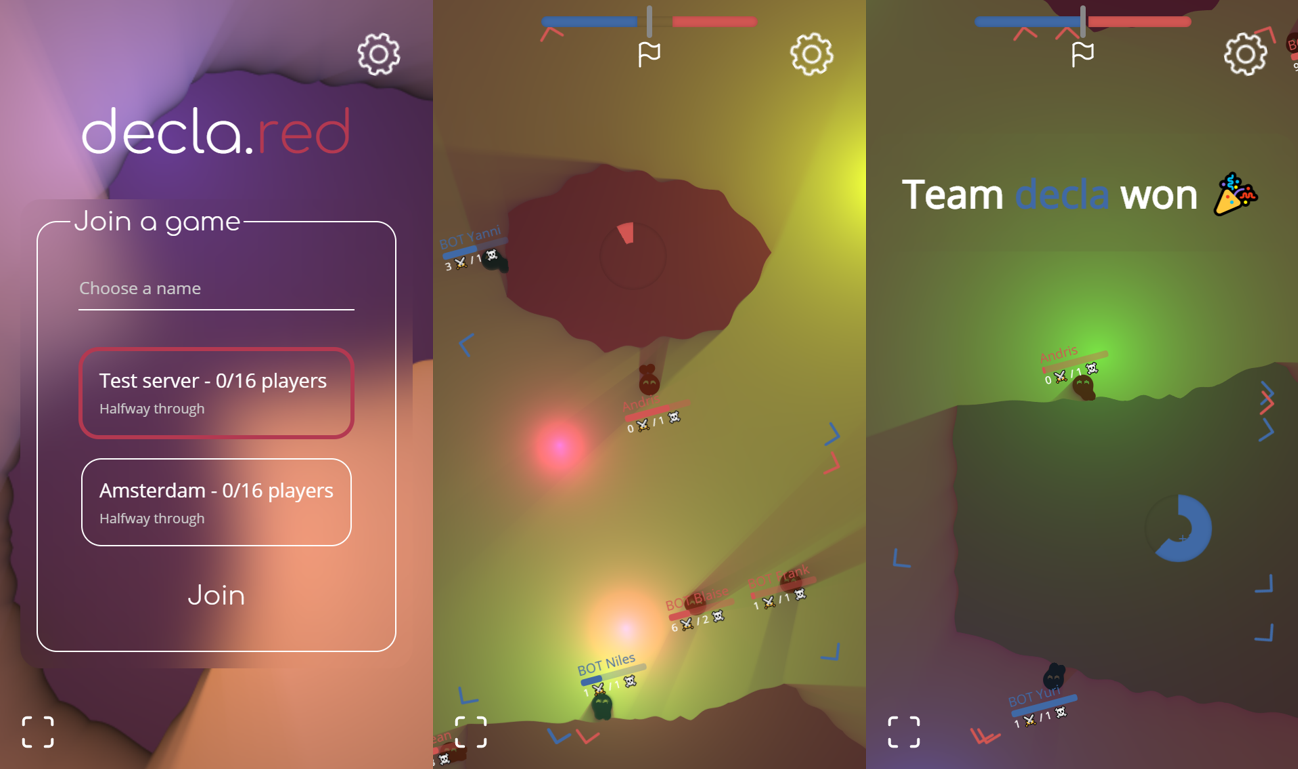 decla.red
Join a game
Choose a name
Test server - 0/16 players
Halfway through
Amsterdam - 0/16 players
Halfway through
Join
BOT Yanni
3 ⚔ / 1 ☠
0 ⚔ / 1 ☠
6 ⚔ / 2 ☠
1 ⚔ / 1 ☠
BOT Niles
1 ⚔ / 1 ☠
Team decla won 🎉
Andris
0 ⚔ / 1 ☠
BOT Yuri
1 ⚔ / 1 ☠